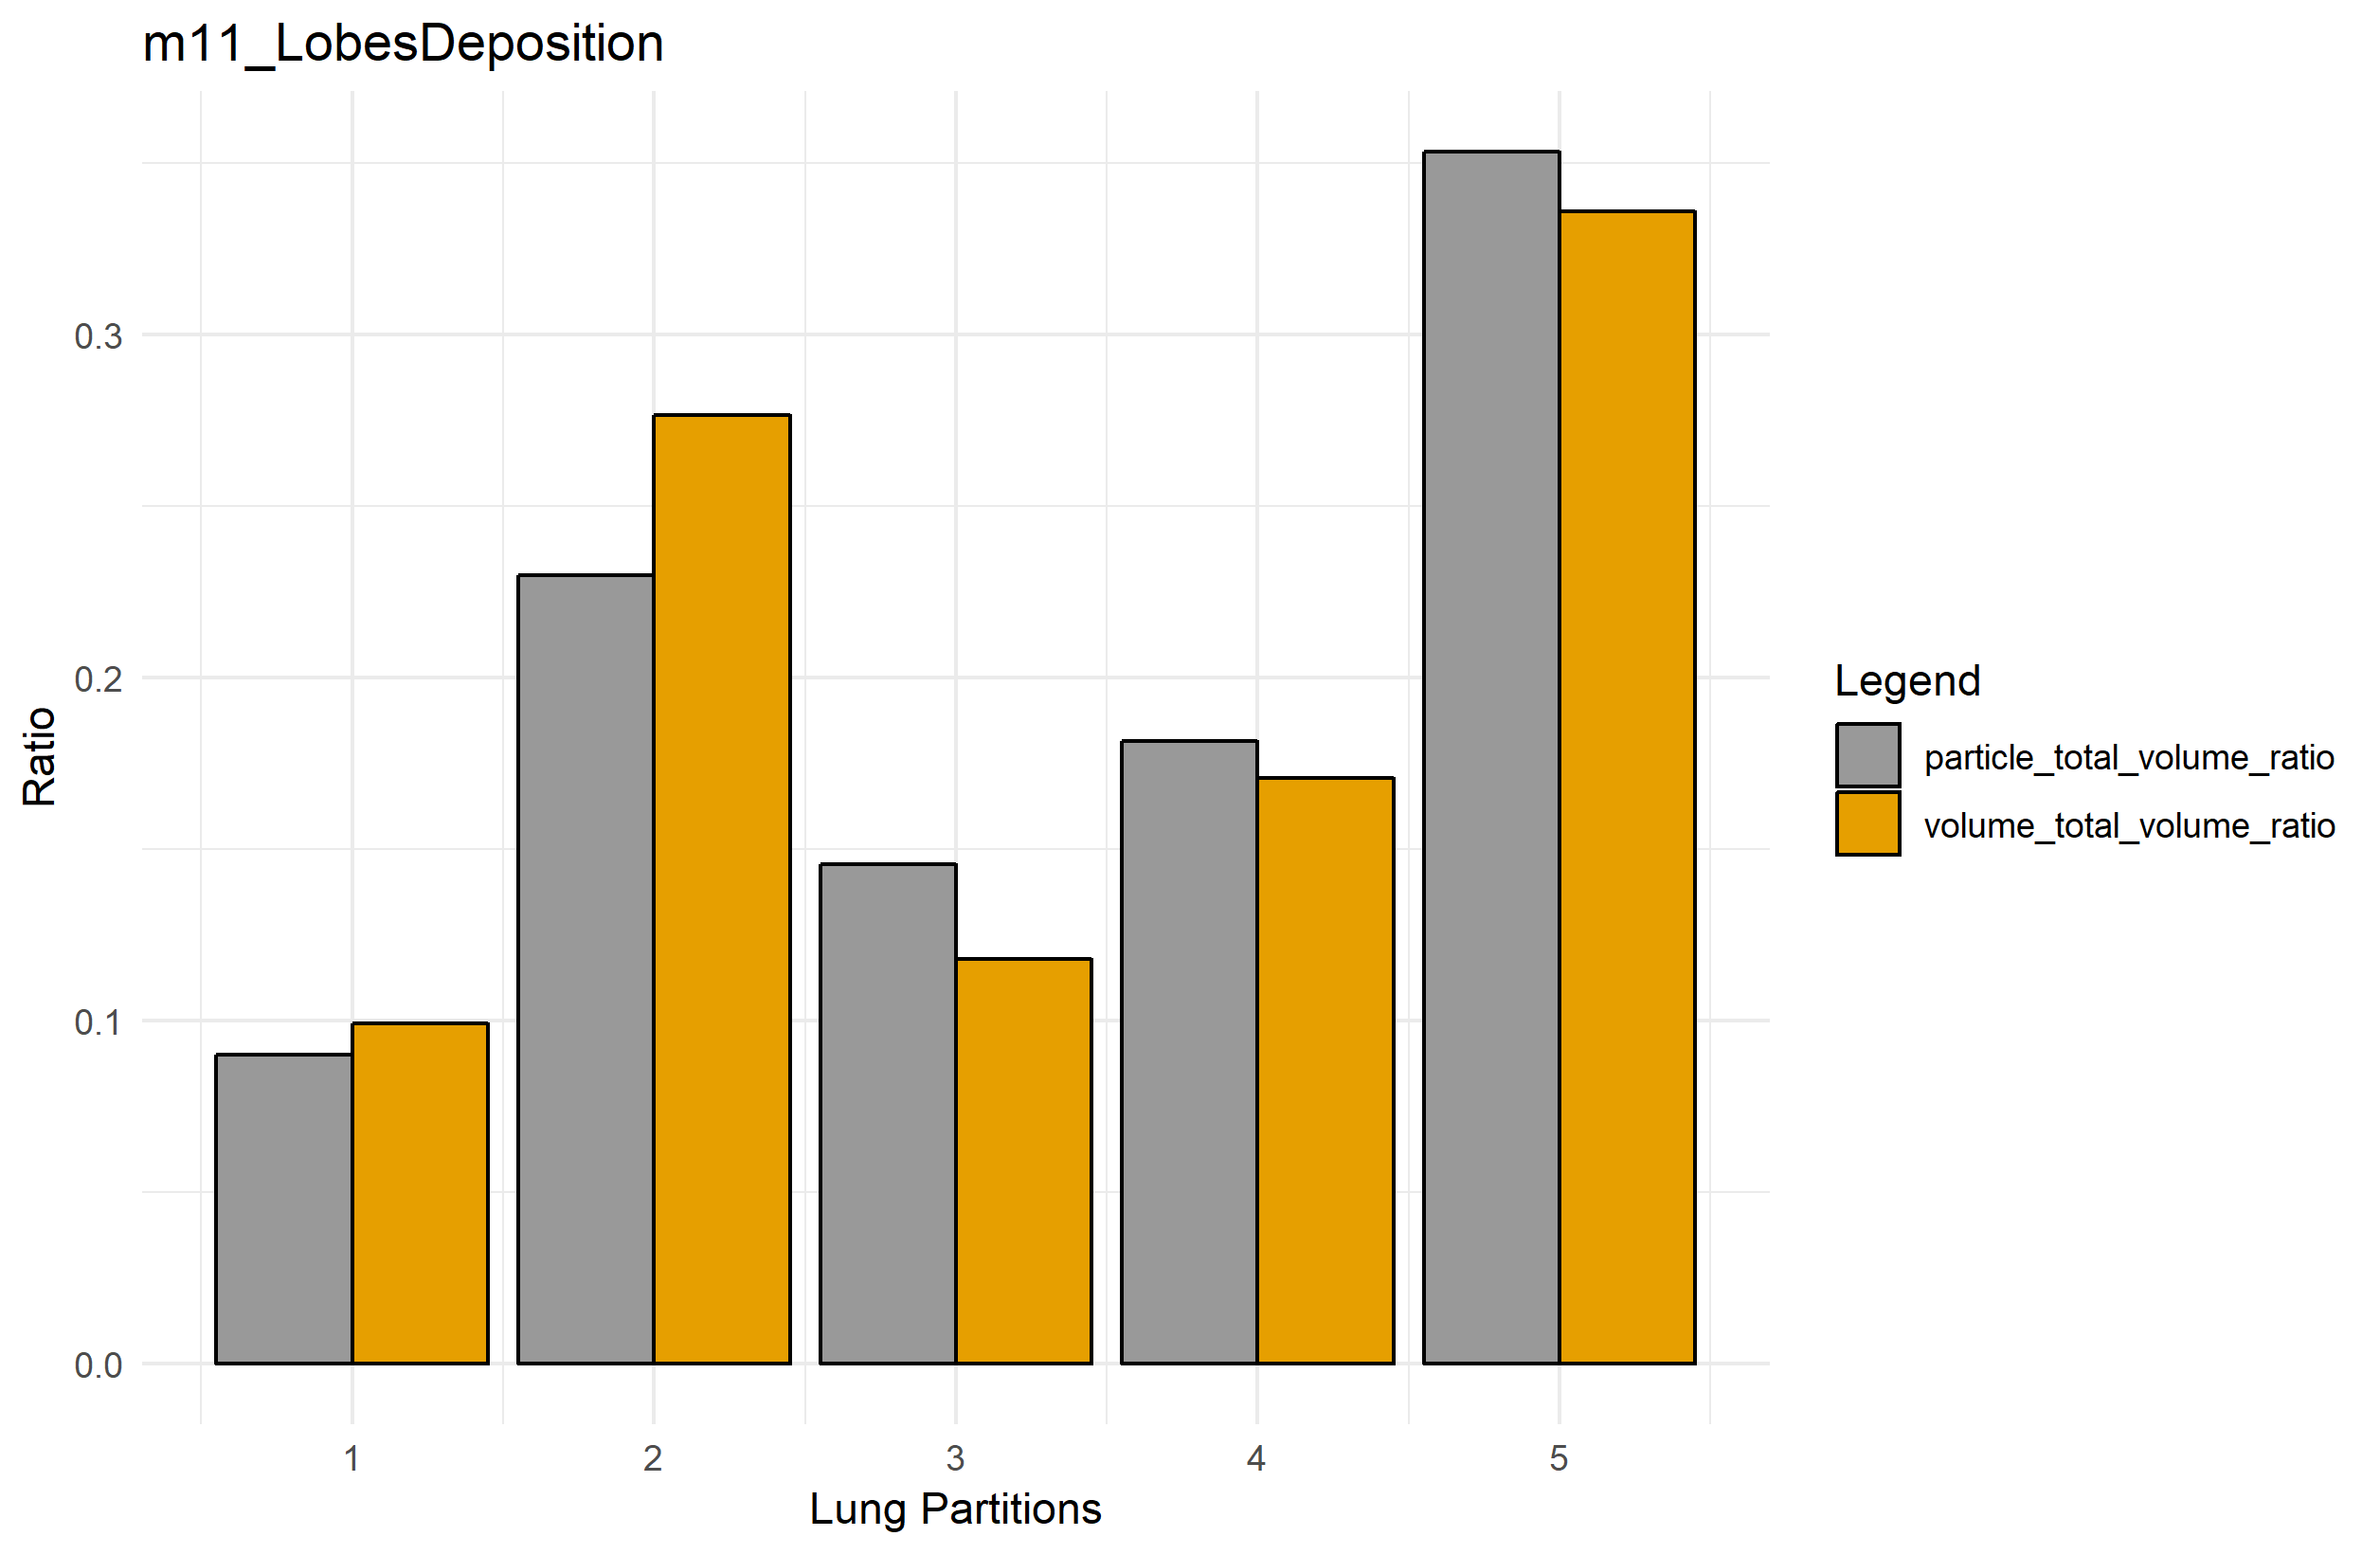 m11_LobesDeposition
Ratio
0.3
0.2
0.1
0.0
1 2 3 4 5
Lung Partitions
Legend
particle_total_volume_ratio
volume_total_volume_ratio